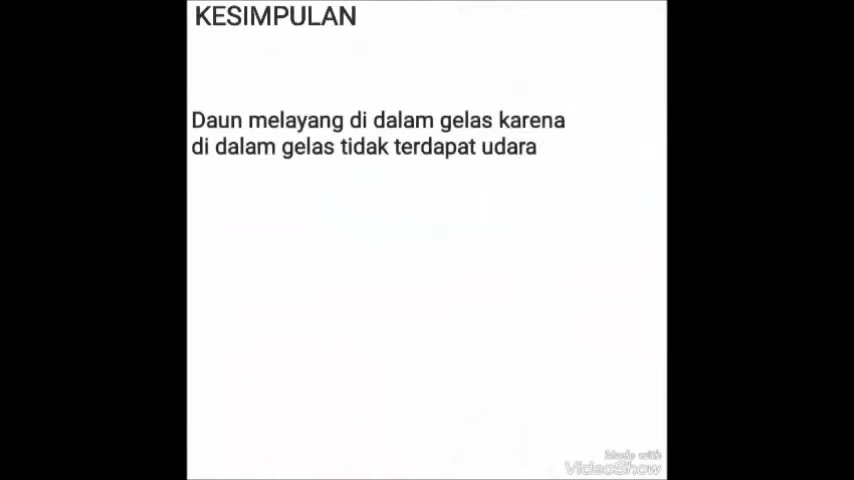 KESIMPULAN
Daun melayang di dalam gelas karena
di dalam gelas tidak terdapat udara
Made with
VideoShow